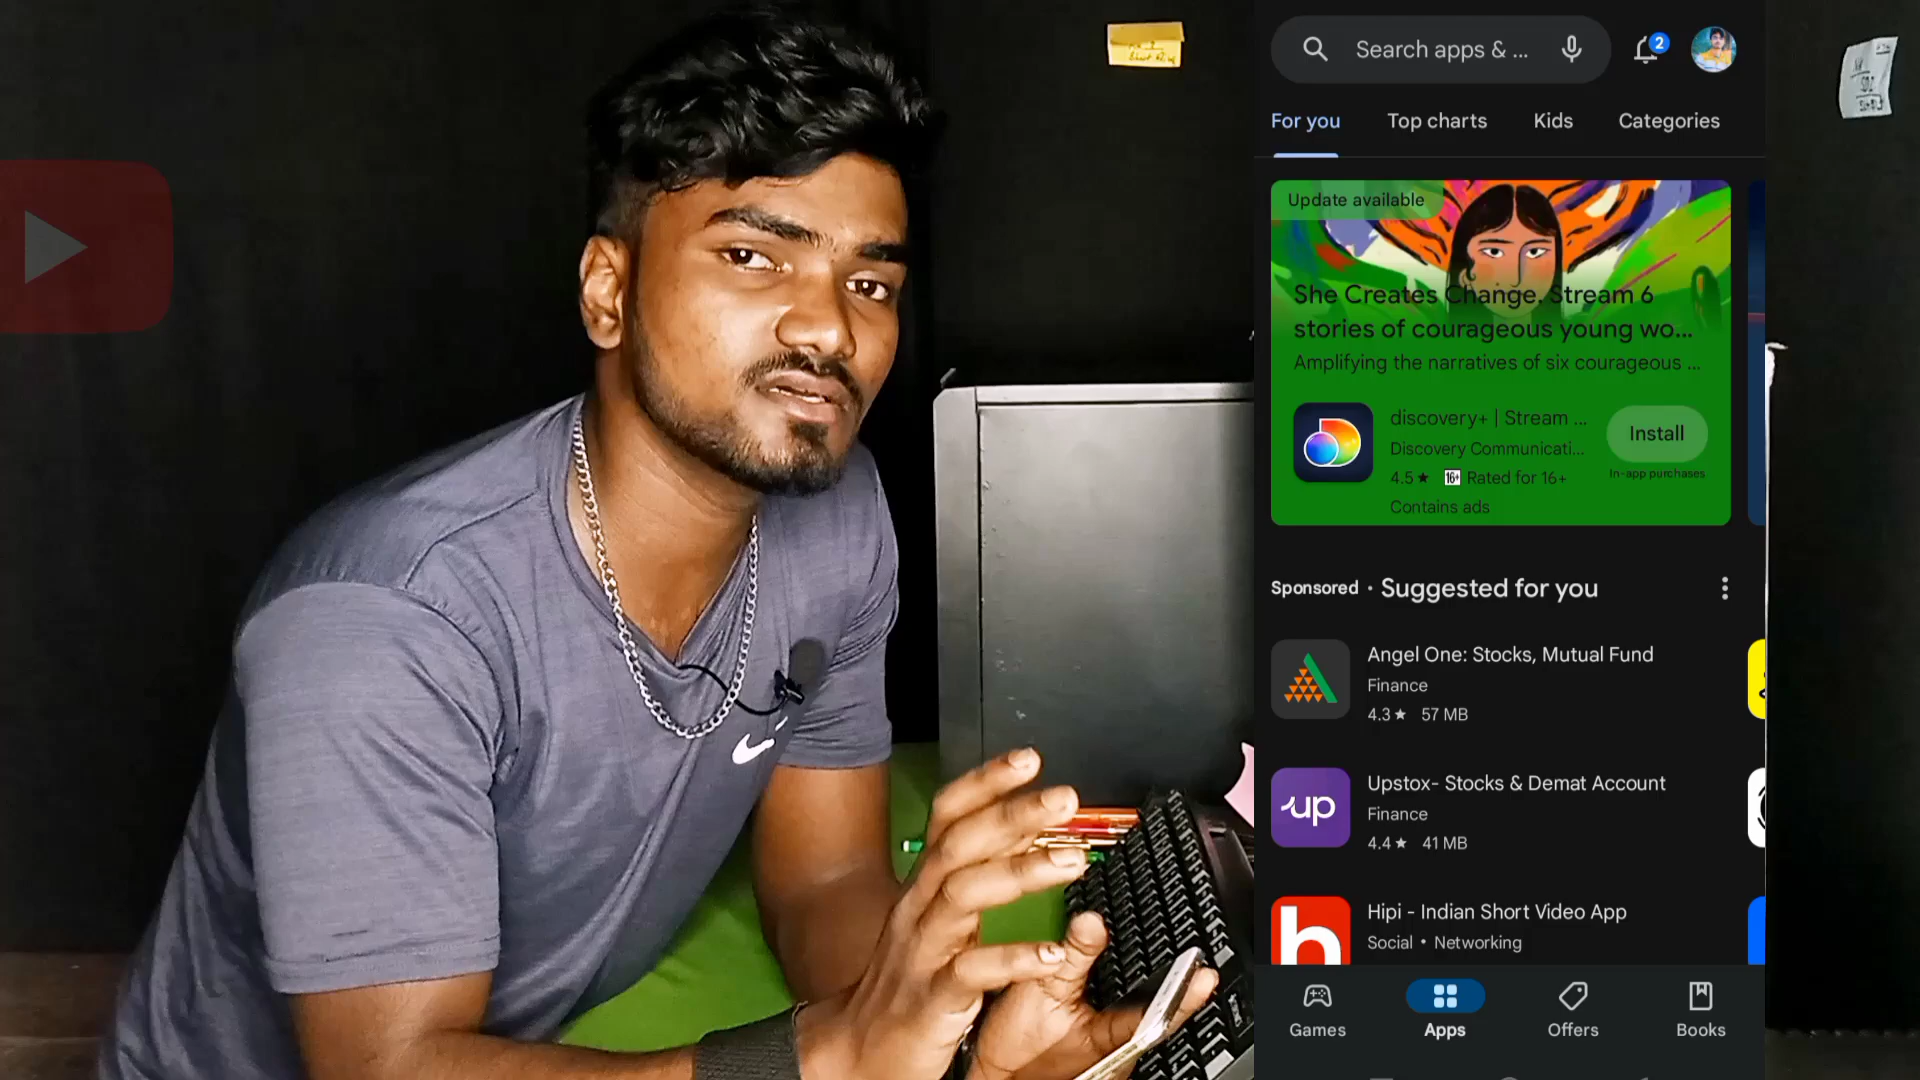 Search apps & ...
2
For you
Top charts
Kids
Categories
Update available
She Creates Change, Stream 6
stories of courageous young wo...
Amplifying the narratives of six courageous ...
discovery+ | Stream ...
Discovery Communicati...
4.5★ 16+ Rated for 16+
Contains ads
Install
In-app purchases
Sponsored • Suggested for you
Angel One: Stocks, Mutual Fund
Finance
4.3★ 57 MB
up
Upstox- Stocks & Demat Account
Finance
4.4★ 41 MB
h
Hipi - Indian Short Video App
Social • Networking
Games
Apps
Offers
Books